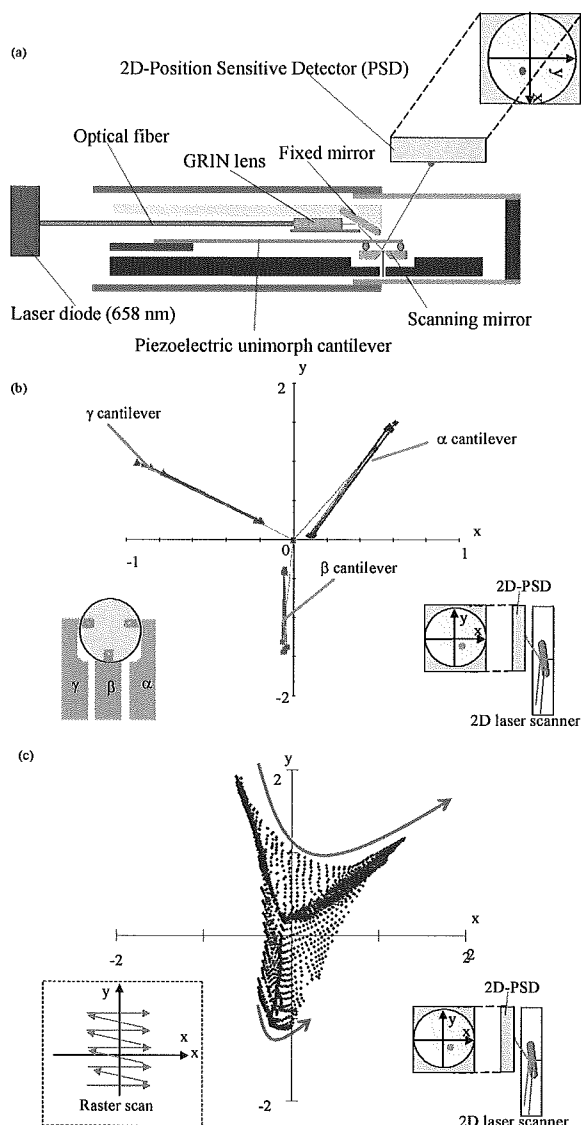 (a)
2D-Position Sensitive Detector (PSD)
y
x
Optical fiber
GRIN lens
Fixed mirror
Laser diode (658 nm)
Scanning mirror
Piezoelectric unimorph cantilever
(b)
y
2
γ cantilever
α cantilever
x
-1
0
1
β cantilever
2D-PSD
y
x
γ
β
α
-2
2D laser scanner
(c)
y
2
x
-2
22
2D-PSD
y
x
y
x
x
Raster scan
-2
2D laser scanner